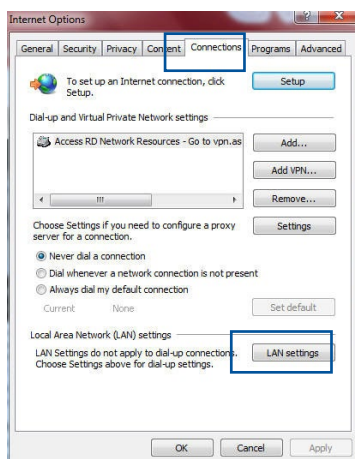 Internet Options
General Security Privacy Content Connections Programs Advanced
To set up an Internet connection, click Setup.
Setup
Dial-up and Virtual Private Network settings
Access RD Network Resources - Go to vpn.as
Add...
Add VPN...
Remove...
Choose Settings if you need to configure a proxy
server for a connection.
Settings
Never dial a connection
Dial whenever a network connection is not present
Always dial my default connection
Current None
Set default
Local Area Network (LAN) settings
LAN Settings do not apply to dial-up connections.
Choose Settings above for dial-up settings.
LAN settings
OK Cancel Apply